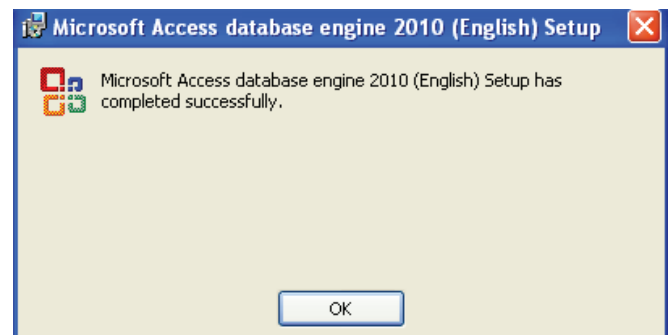 Microsoft Access database engine 2010 (English) Setup
Microsoft Access database engine 2010 (English) Setup has
completed successfully.
OK